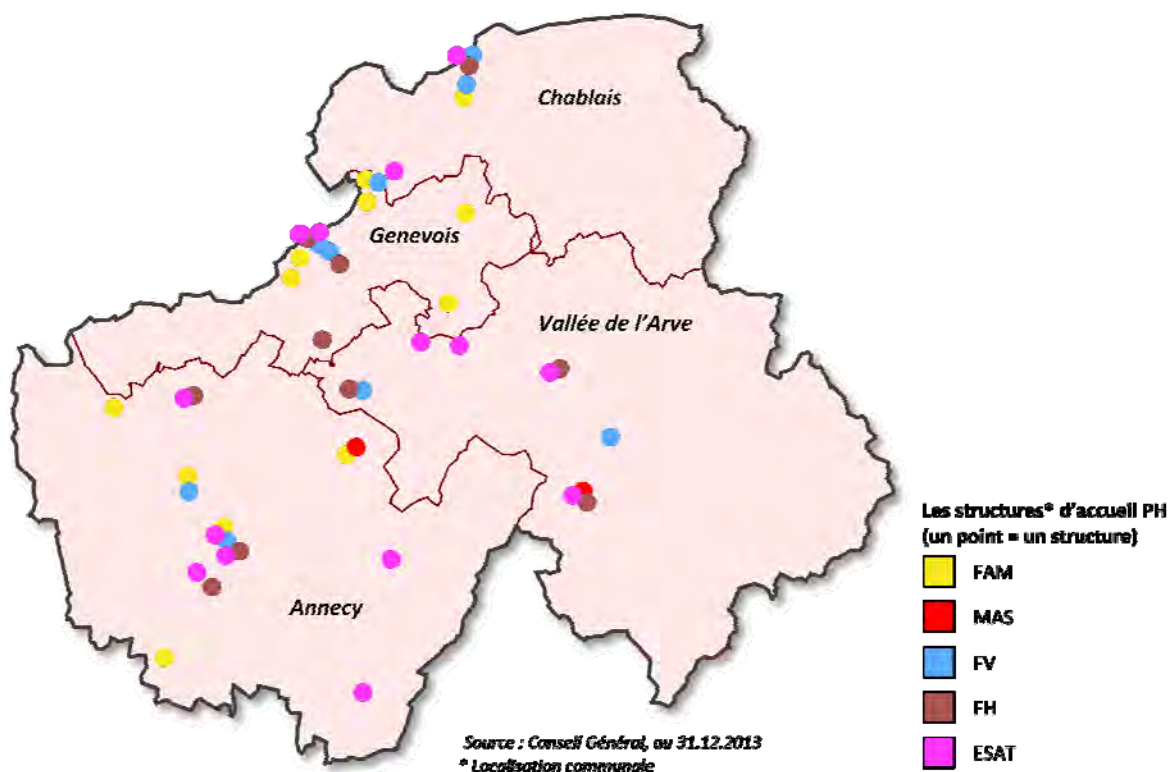 Chablais
Genevois
Vallée de l'Arve
Annecy
Les structures* d'accueil PH
(un point = un structure)
FAM
MAS
FV
FH
ESAT
Source : Conseil Général, au 31.12.2013
* Localisation communale